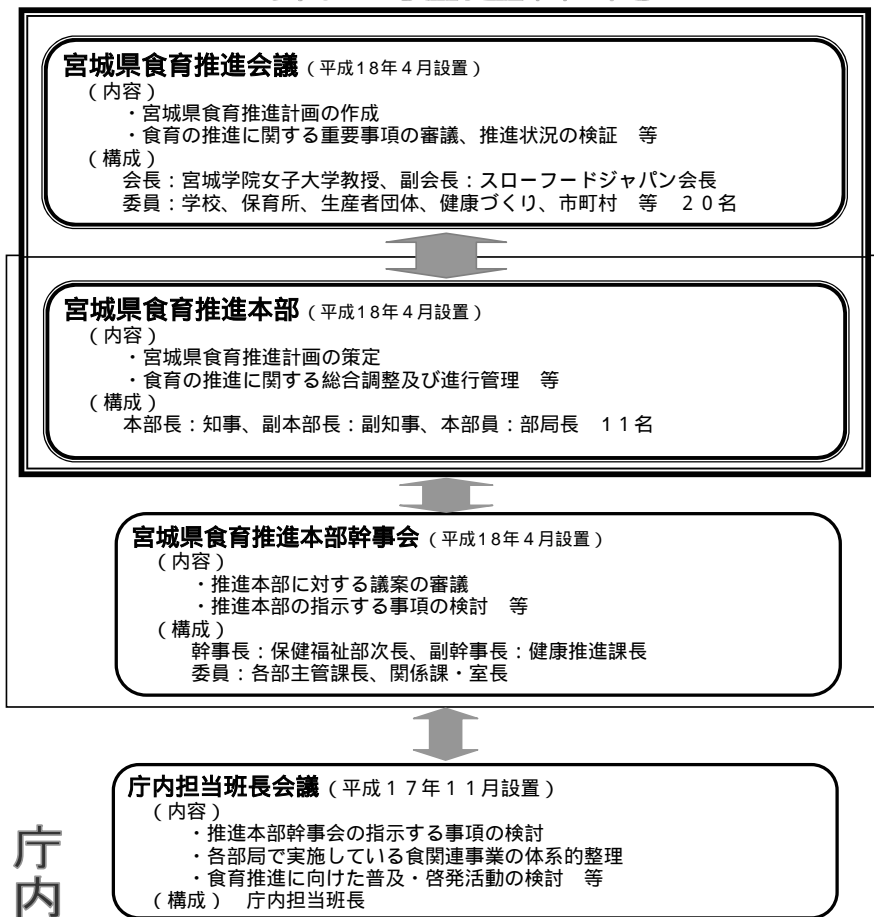 宮城県食育推進会議（平成18年4月設置）
（内容）
・宮城県食育推進計画の作成
・食育の推進に関する重要事項の審議、推進状況の検証　等
（構成）
会長：宮城学院女子大学教授、副会長：スローフードジャパン会長
委員：学校、保育所、生産者団体、健康づくり、市町村　等　２０名
宮城県食育推進本部（平成18年4月設置）
（内容）
・宮城県食育推進計画の策定
・食育の推進に関する総合調整及び進行管理　等
（構成）
本部長：知事、副本部長：副知事、本部員：部局長　１１名
宮城県食育推進本部幹事会（平成18年4月設置）
（内容）
・推進本部に対する議案の審議
・推進本部の指示する事項の検討　等
（構成）
幹事長：保健福祉部次長、副幹事長：健康推進課長
委員：各部主管課長、関係課・室長
庁内担当班長会議（平成１７年１１月設置）
（内容）
・推進本部幹事会の指示する事項の検討
・各部局で実施している食関連事業の体系的整理
・食育推進に向けた普及・啓発活動の検討　等
（構成）　庁内担当班長
庁内